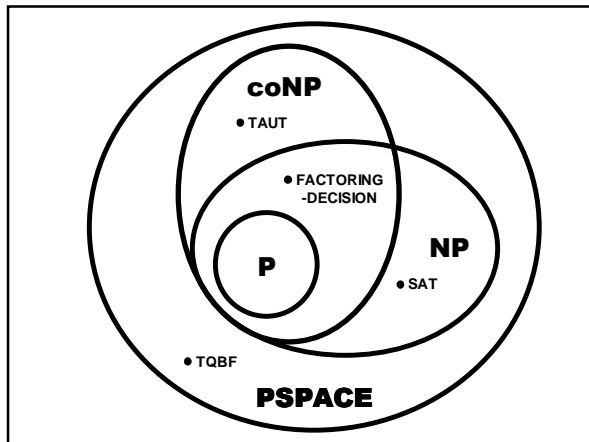 coNP
TAUT
FACTORING
-DECISION
NP
P
SAT
TQBF
PSPACE